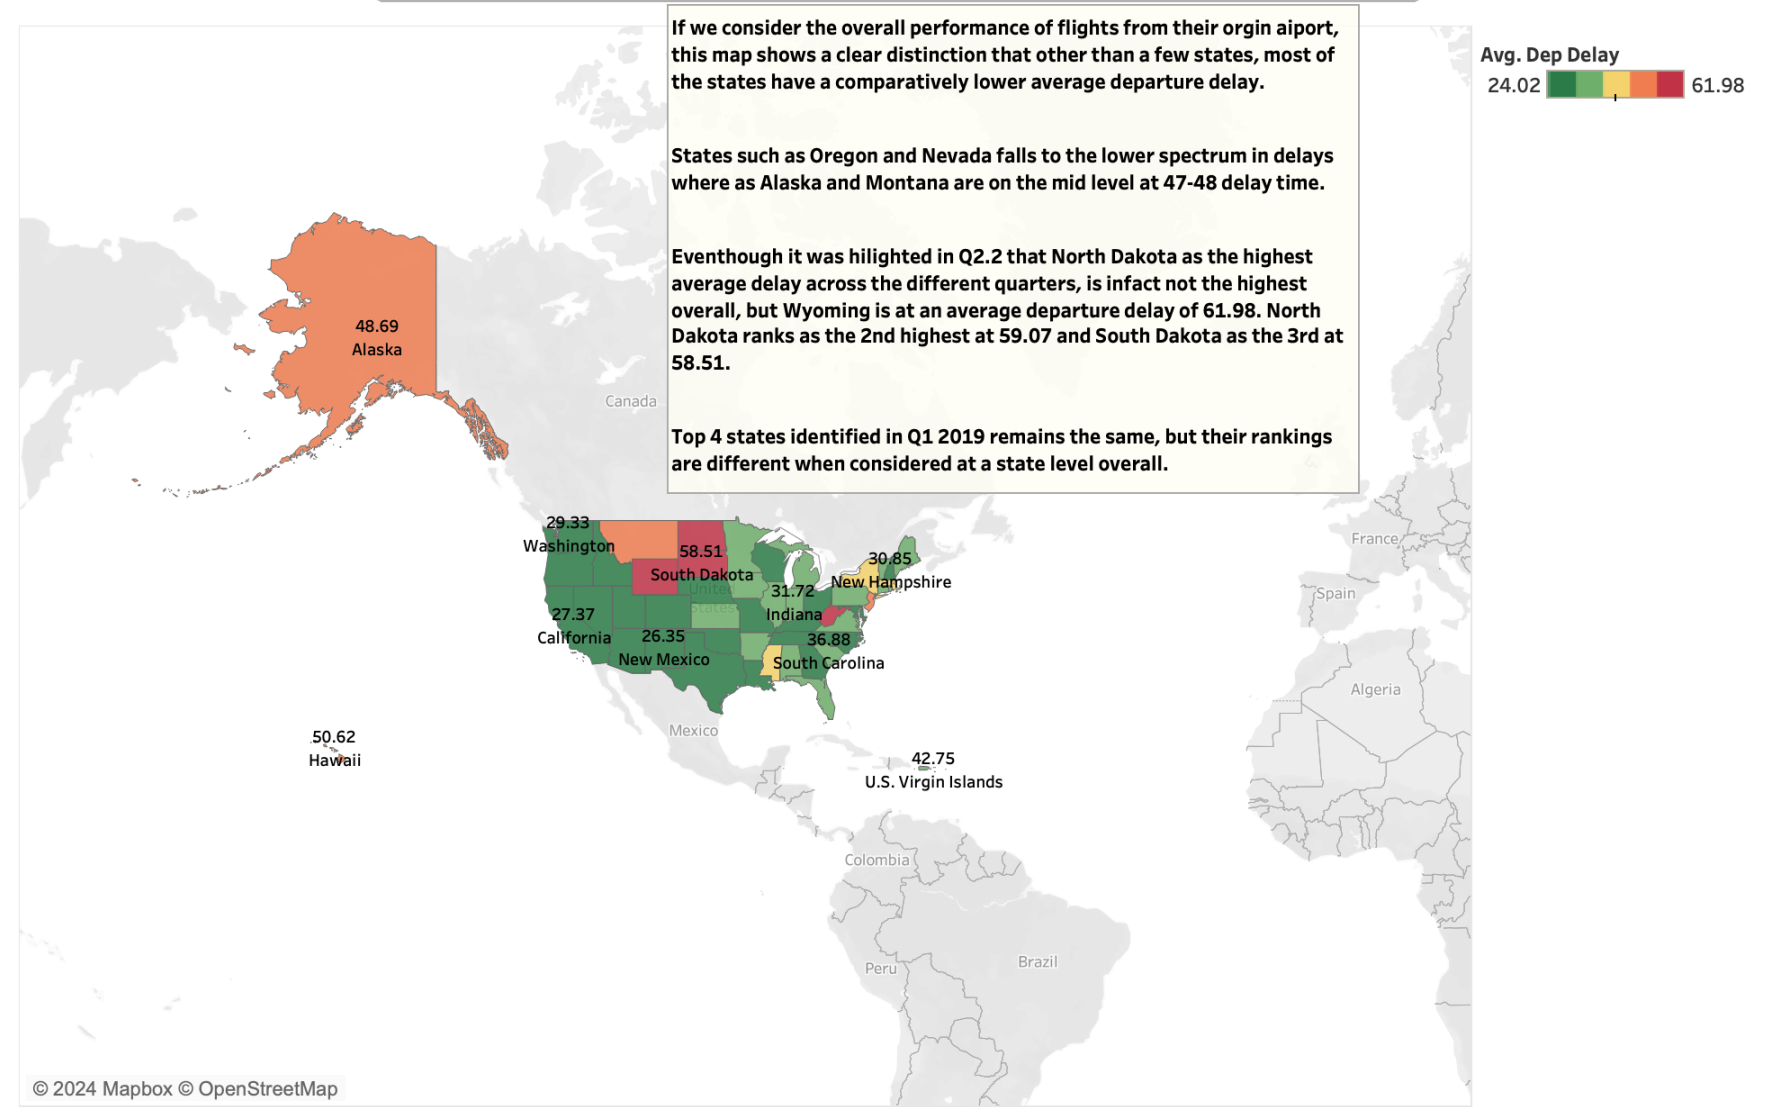 If we consider the overall performance of flights from their orgin aiport,
this map shows a clear distinction that other than a few states, most of
the states have a comparatively lower average departure delay.
States such as Oregon and Nevada falls to the lower spectrum in delays
where as Alaska and Montana are on the mid level at 47-48 delay time.
Eventhough it was hilighted in Q2.2 that North Dakota as the highest
average delay across the different quarters, is infact not the highest
overall, but Wyoming is at an average departure delay of 61.98. North
Dakota ranks as the 2nd highest at 59.07 and South Dakota as the 3rd at
58.51.
Top 4 states identified in Q1 2019 remains the same, but their rankings
are different when considered at a state level overall.
Avg. Dep Delay
24.02 61.98
48.69
Alaska
Canada
29.33
Washington
58.51
South Dakota
United
States
30.85
New Hampshire
31.72
Indiana
27.37
California
26.35
New Mexico
36.88
South Carolina
France
Spain
Algeria
Mexico
50.62
Hawaii
42.75
U.S. Virgin Islands
Colombia
Peru
Brazil
© 2024 Mapbox © OpenStreetMap